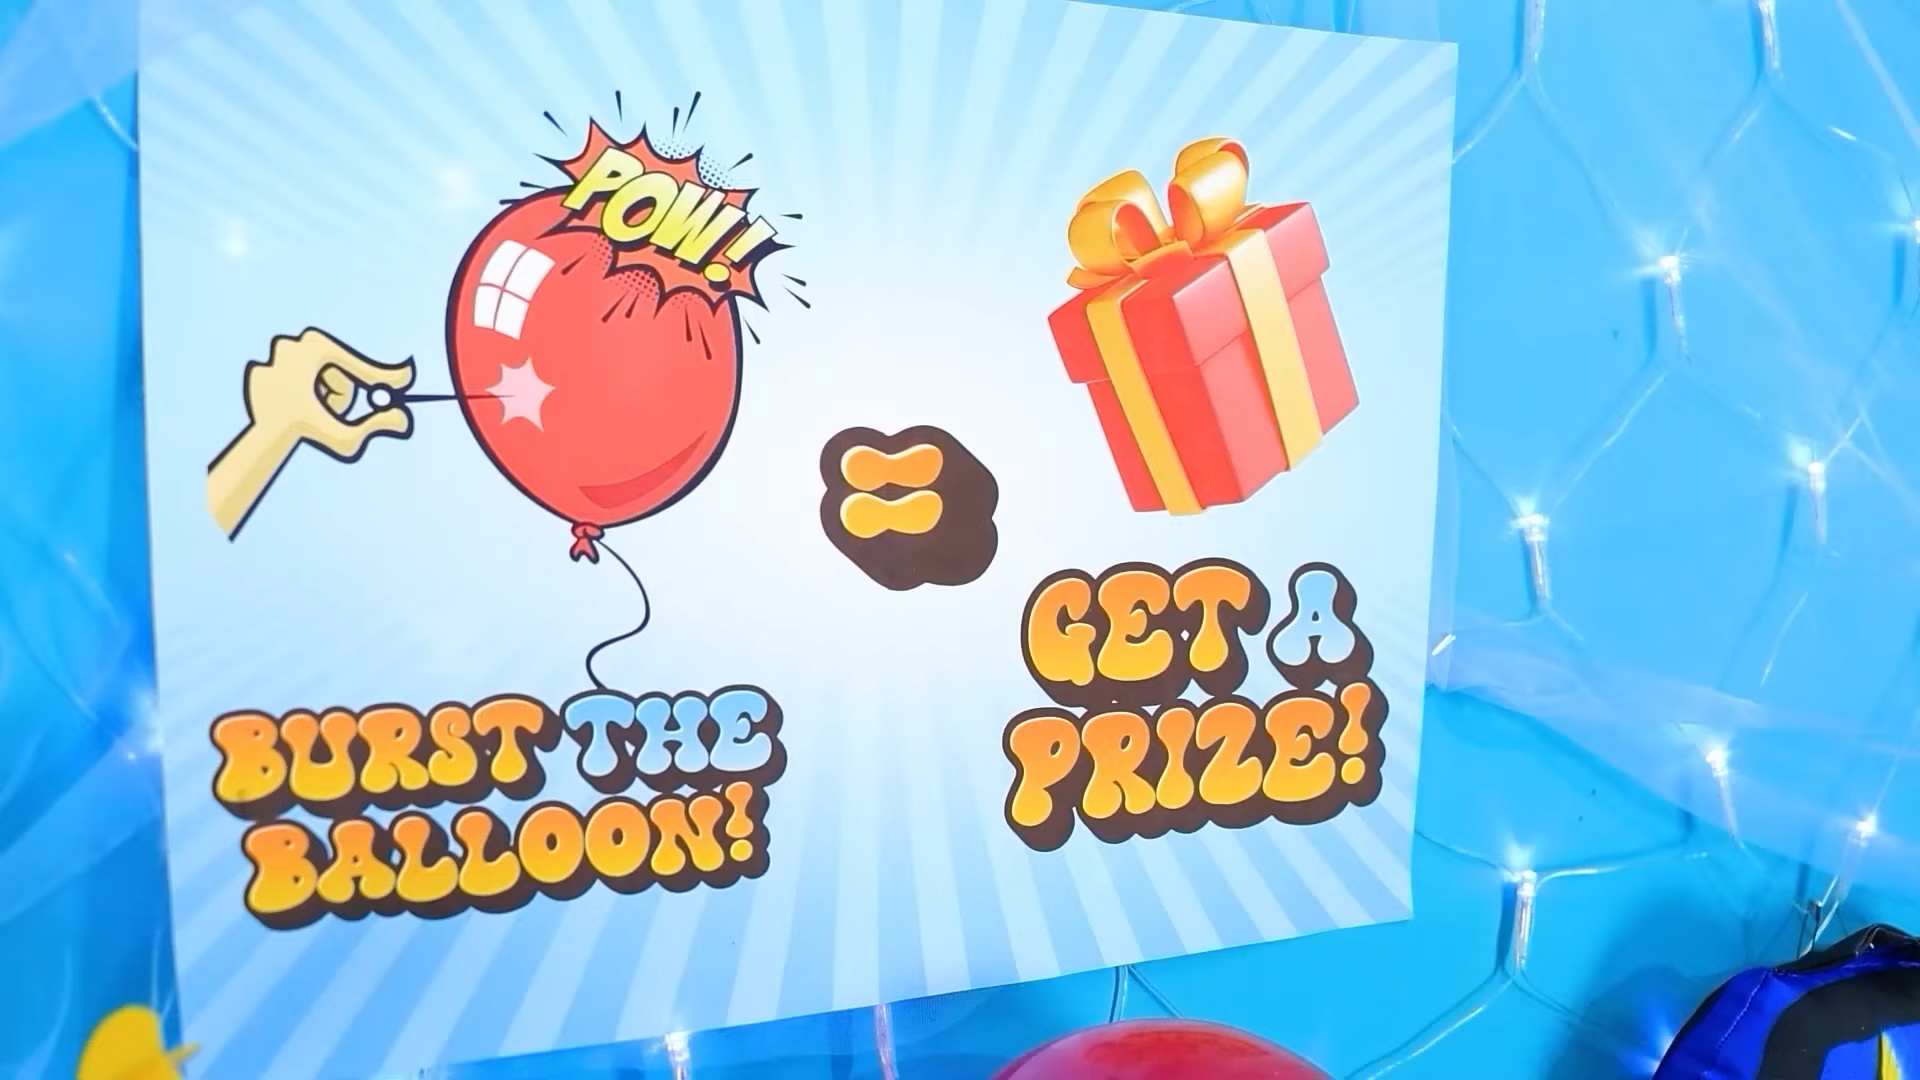 POW!
=
BURST THE
BALLOON!
GET A
PRIZE!